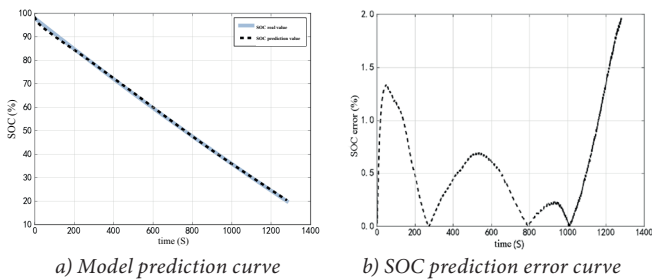 100
90
80
70
60
50
40
30
20
10
SOC (%)
SOC real value
SOC prediction value
0 200 400 600 800 1000 1200 1400
time (S)
a) Model prediction curve
2.0
1.5
1.0
0.5
0.0
SOC error (%)
0 200 400 600 800 1000 1200 1400
time (S)
b) SOC prediction error curve